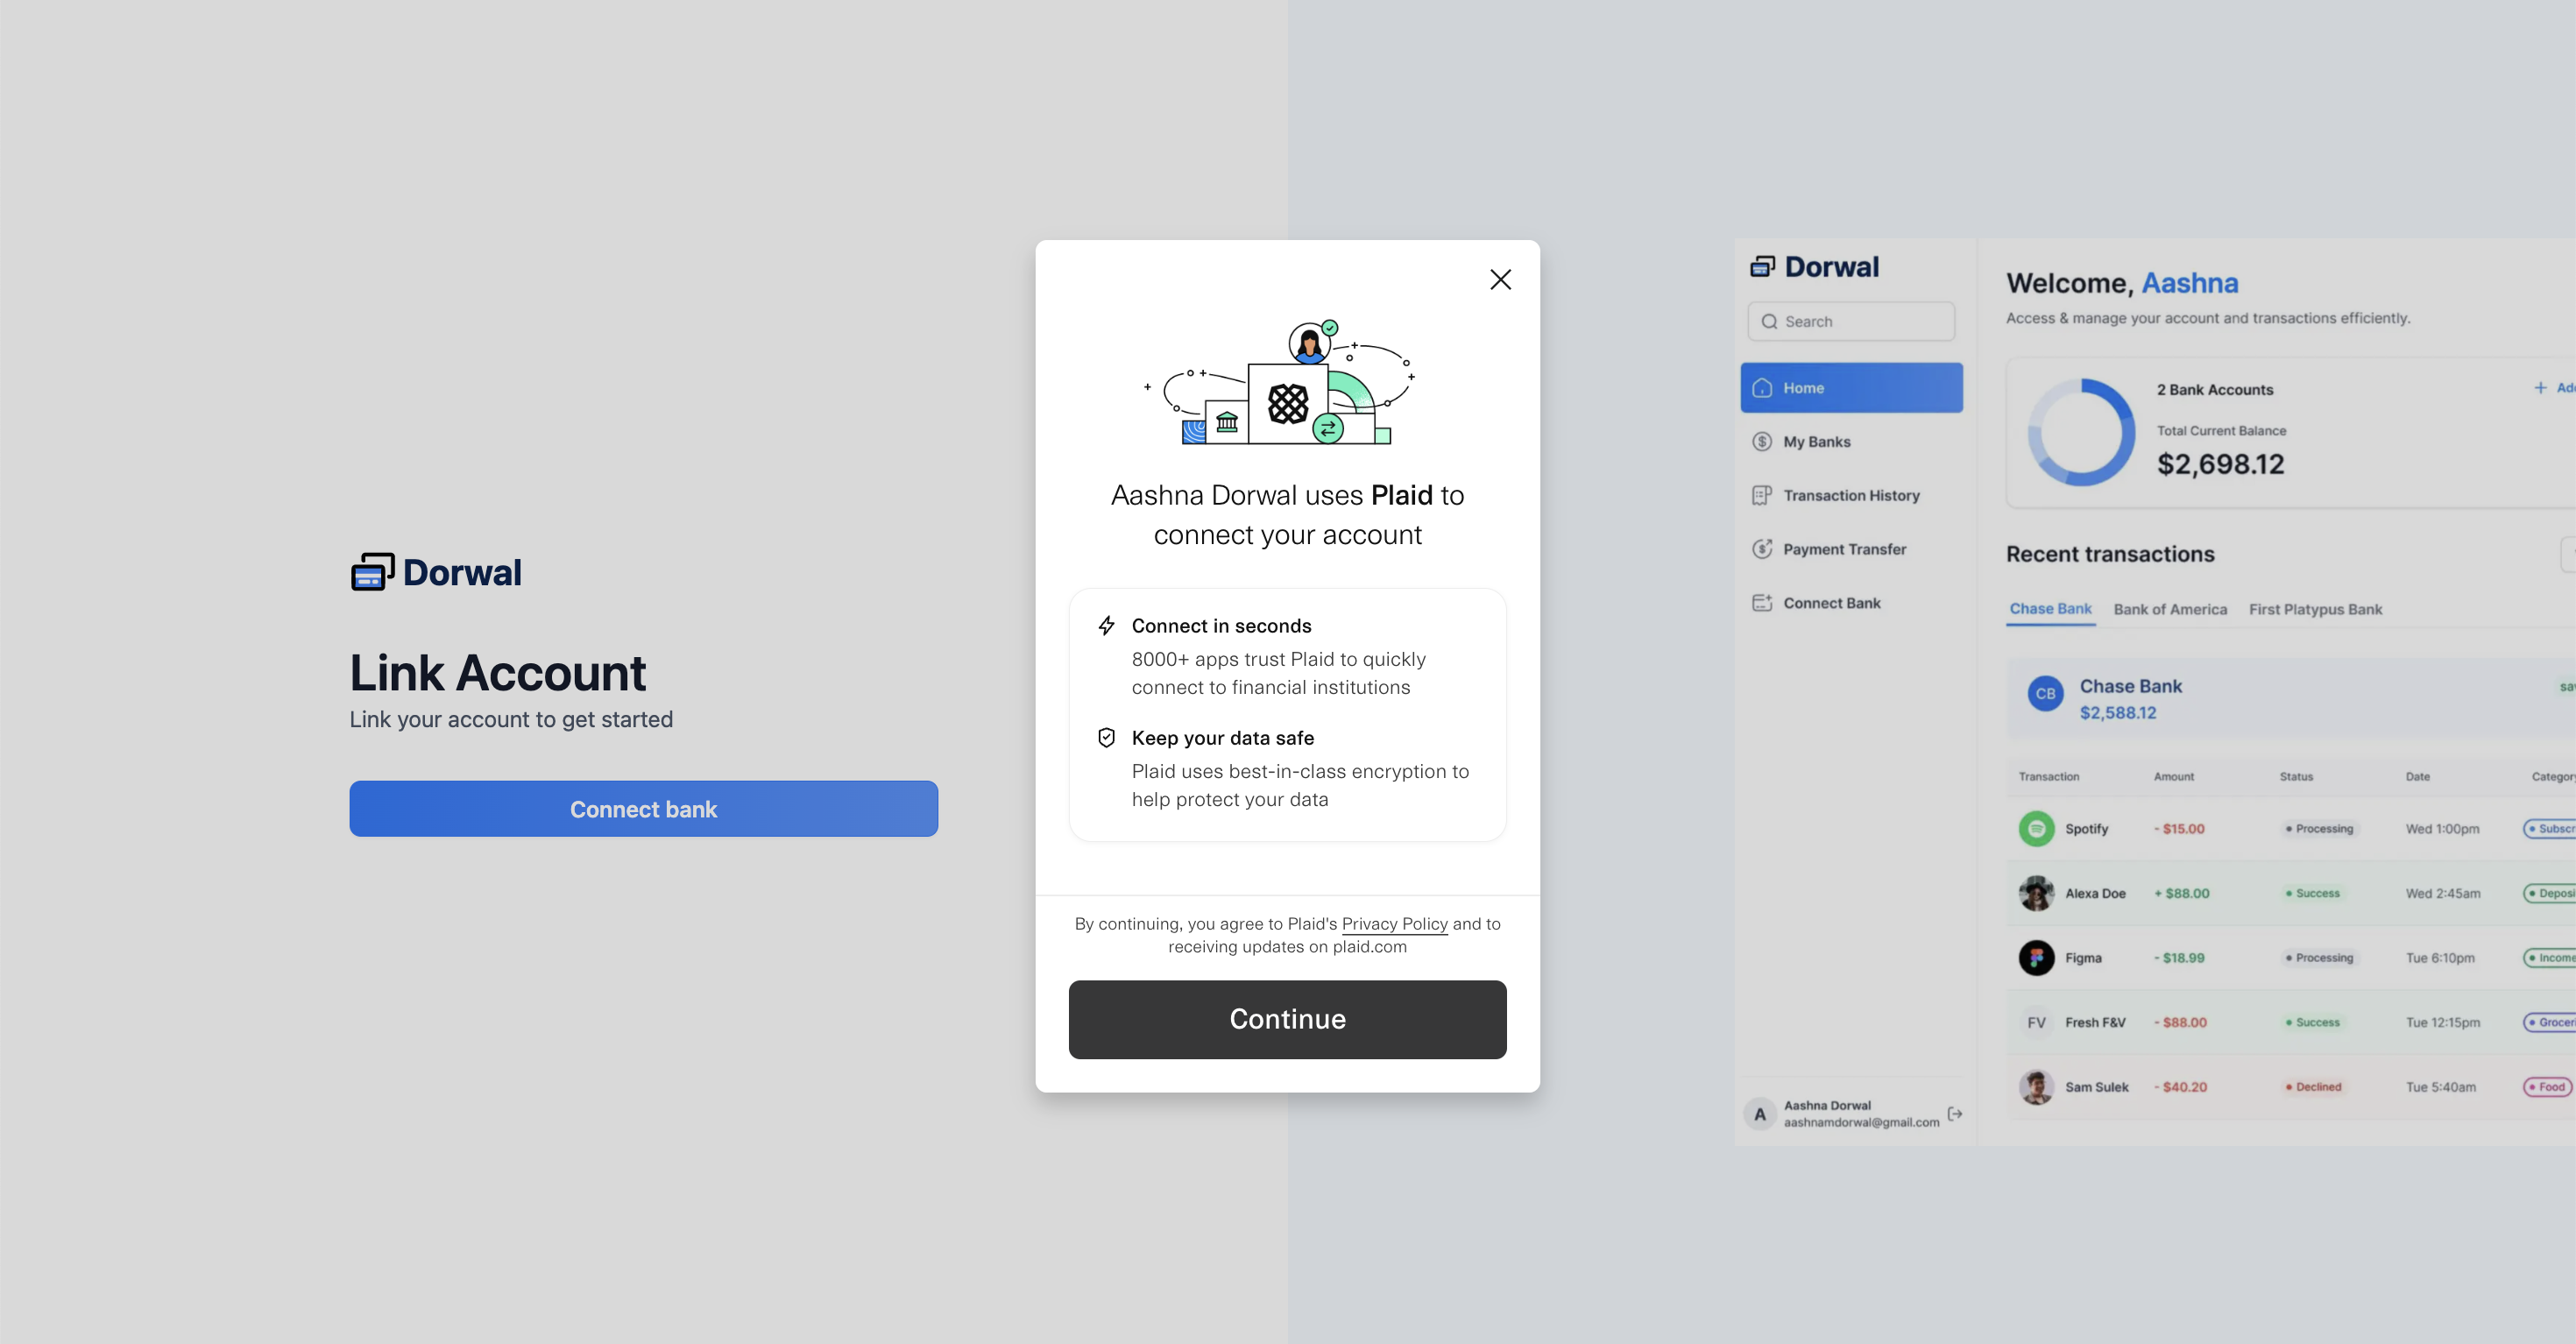 Dorwal
Link Account
Link your account to get started
Connect bank
Aashna Dorwal uses Plaid to
connect your account
Connect in seconds
8000+ apps trust Plaid to quickly
connect to financial institutions
Keep your data safe
Plaid uses best-in-class encryption to
help protect your data
By continuing, you agree to Plaid's Privacy Policy and to
receiving updates on plaid.com
Continue
Dorwal
Search
Home
My Banks
Transaction History
Payment Transfer
Connect Bank
A
Aashna Dorwal
aashnamdorwal@gmail.com
Welcome, Aashna
Access & manage your account and transactions efficiently.
2 Bank Accounts
Total Current Balance
$2,698.12
Recent transactions
Chase Bank Bank of America First Platypus Bank
CB
Chase Bank
$2,588.12
Transaction Amount Status Date
Spotify - $15.00 Processing Wed 1:00pm
Alexa Doe + $88.00 Success Wed 2:45am
Figma - $18.99 Processing Tue 6:10pm Income
FV Fresh F&V - $88.00 Success Tue 12:15pm
Sam Sulek - $40.20 Declined Tue 5:40am Food